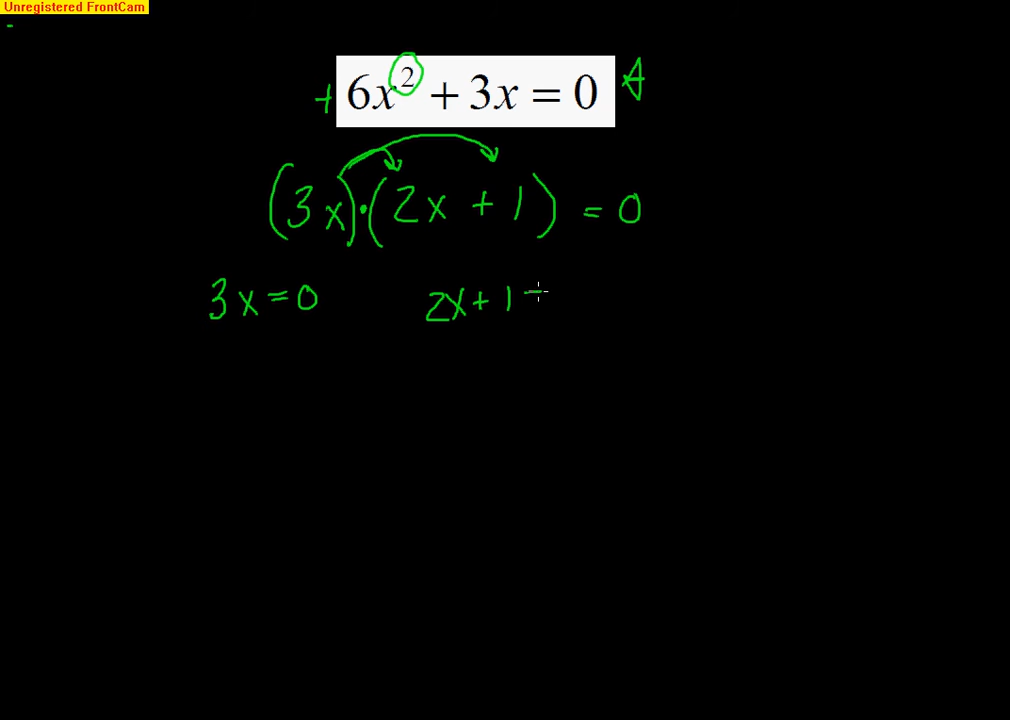 Unregistered FrontCam
+ 6x² + 3x = 0
(3x)·(2x + 1) = 0
3x = 0 2x + 1 =